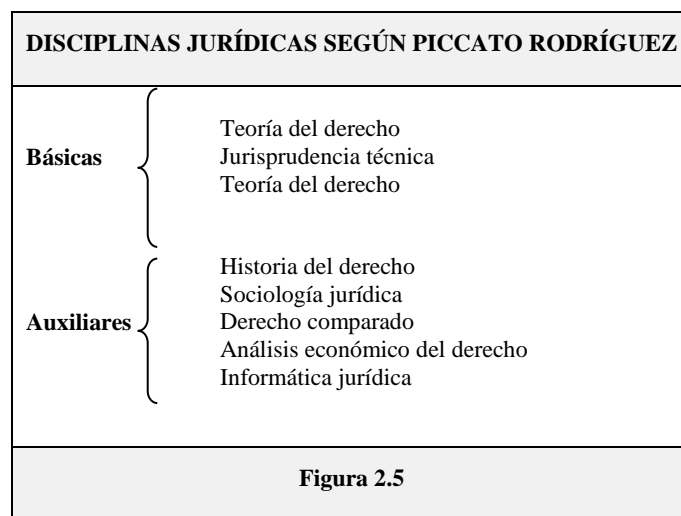 DISCIPLINAS JURÍDICAS SEGÚN PICCATO RODRÍGUEZ
Básicas
Teoría del derecho
Jurisprudencia técnica
Teoría del derecho
Auxiliares
Historia del derecho
Sociología jurídica
Derecho comparado
Análisis económico del derecho
Informática jurídica
Figura 2.5